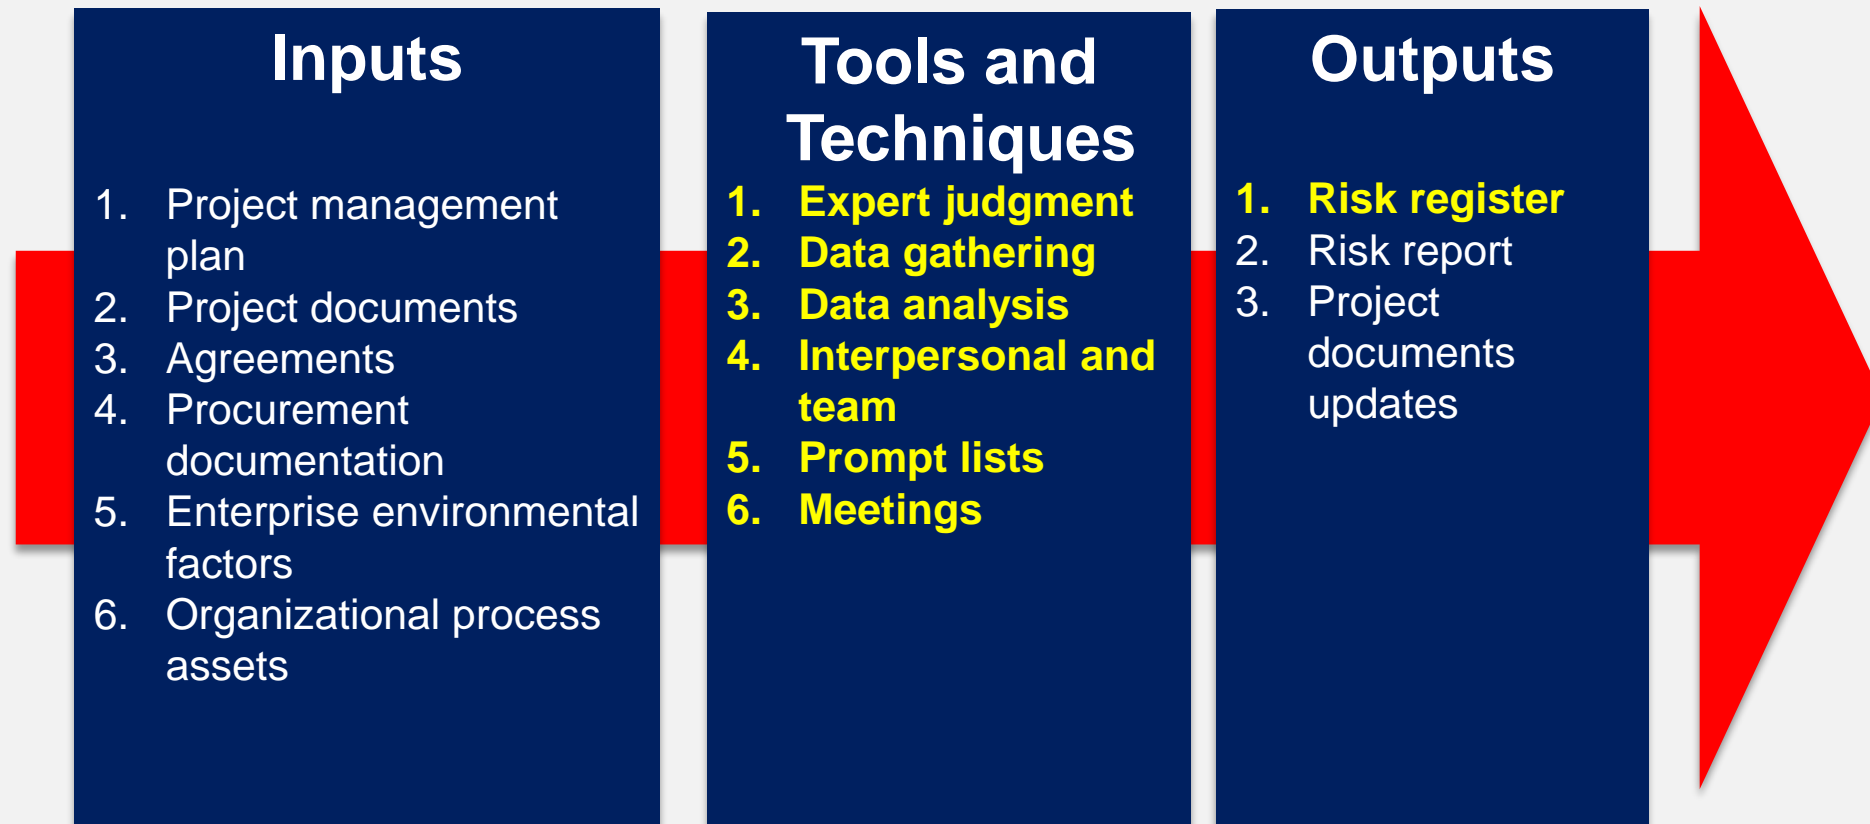 Inputs
1. Project management
plan
2. Project documents
3. Agreements
4. Procurement
documentation
5. Enterprise environmental
factors
6. Organizational process
assets
Tools and
Techniques
1. Expert judgment
2. Data gathering
3. Data analysis
4. Interpersonal and
team
5. Prompt lists
6. Meetings
Outputs
1. Risk register
2. Risk report
3. Project
documents
updates